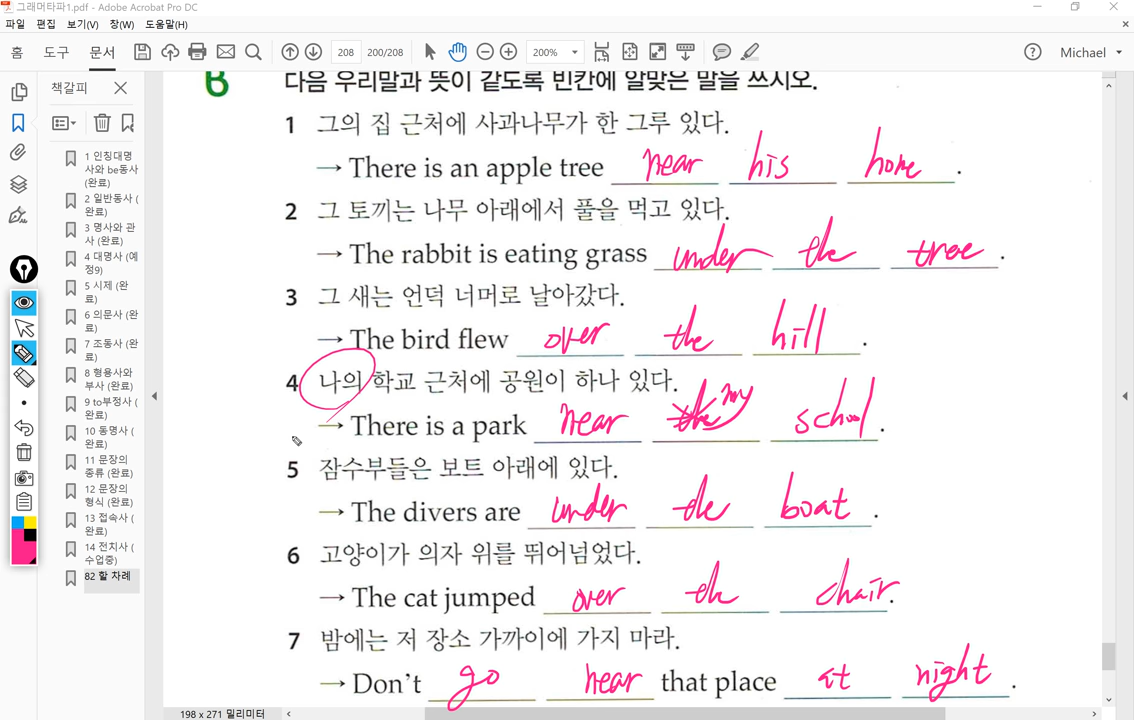 그래머타파1.pdf - Adobe Acrobat Pro DC
파일 편집 보기(V) 창(W) 도움말(H)
홈 도구 문서 208 200/208 200% Michael
책갈피
1 인칭대명사와 be동사 (완료)
2 일반동사 (완료)
3 명사와 관사 (완료)
4 대명사 (예정9)
5 시제 (완료)
6 의문사 (완료)
7 조동사 (완료)
8 형용사와 부사 (완료)
9 to부정사 (완료)
10 동명사 (완료)
11 문장의 종류 (완료)
12 문장의 형식 (완료)
13 접속사 (완료)
14 전치사 (수업중)
82 할 차례
B 다음 우리말과 뜻이 같도록 빈칸에 알맞은 말을 쓰시오.
1 그의 집 근처에 사과나무가 한 그루 있다.
→ There is an apple tree near his home .
2 그 토끼는 나무 아래에서 풀을 먹고 있다.
→ The rabbit is eating grass under the tree .
3 그 새는 언덕 너머로 날아갔다.
→ The bird flew over the hill .
4 나의 학교 근처에 공원이 하나 있다.
→ There is a park near the my school .
5 잠수부들은 보트 아래에 있다.
→ The divers are under the boat .
6 고양이가 의자 위를 뛰어넘었다.
→ The cat jumped over the chair .
7 밤에는 저 장소 가까이에 가지 마라.
→ Don't go near that place at night .
198 x 271 밀리미터